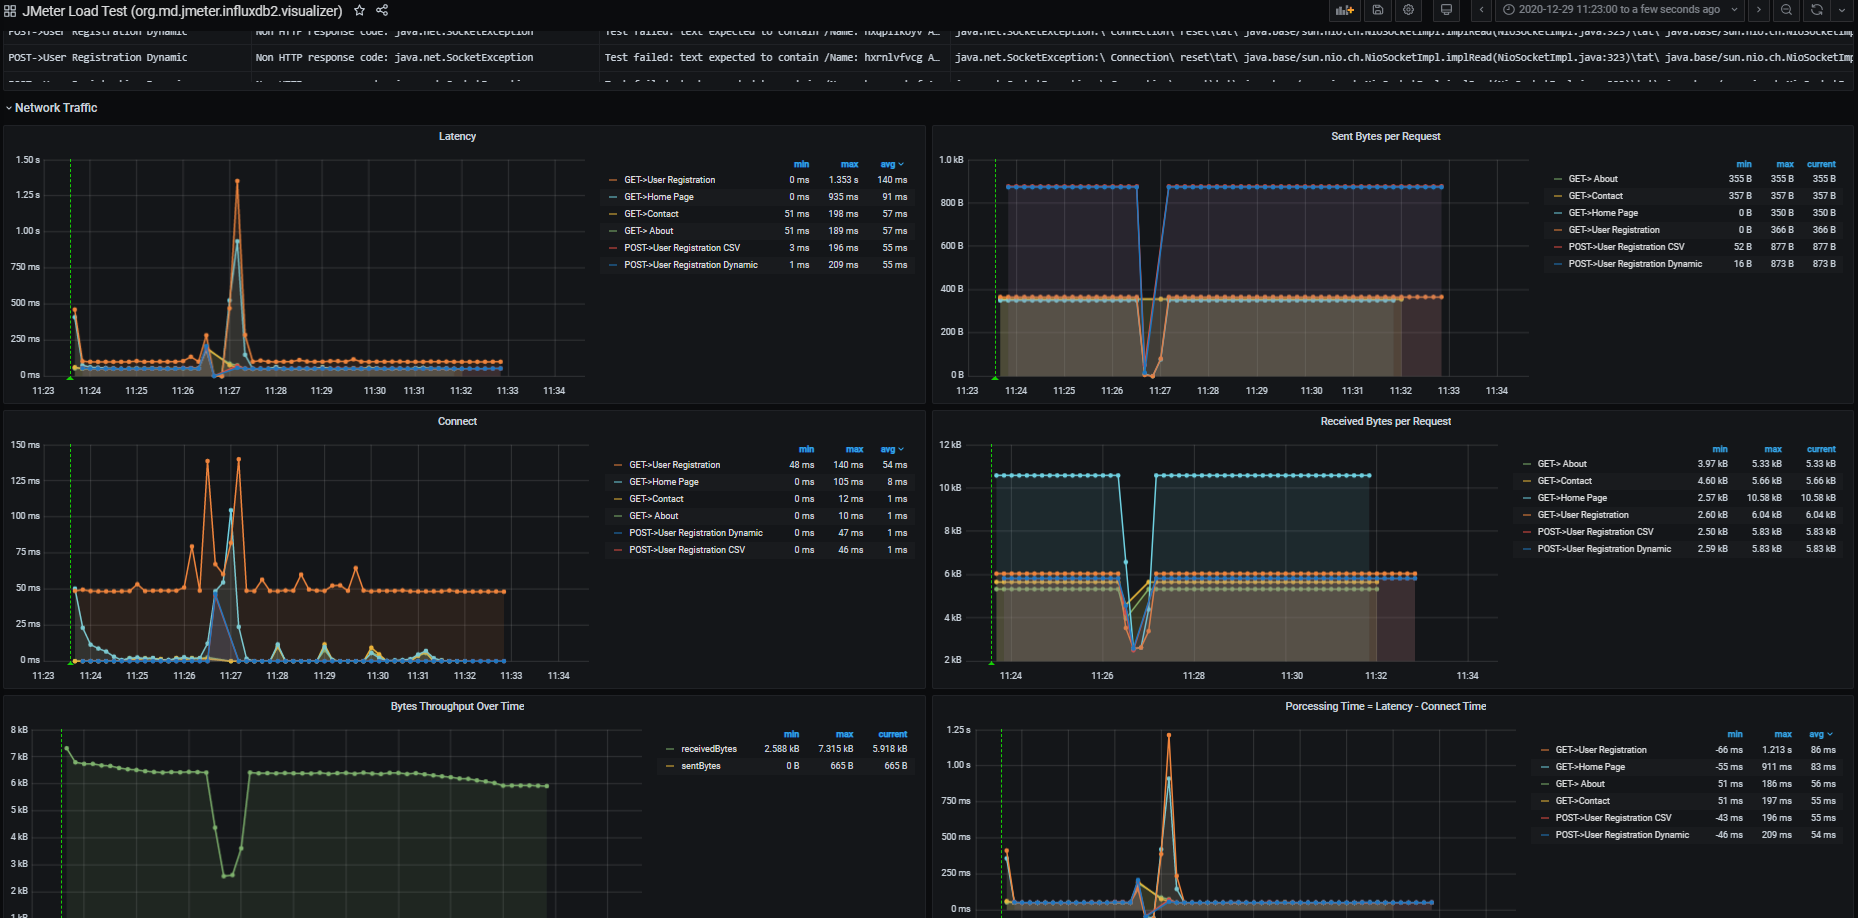 JMeter Load Test (org.md.jmeter.influxdb2.visualizer)
2020-12-29 11:23:00 to a few seconds ago
POST->User Registration Dynamic Non HTTP response code: java.net.SocketException Test failed: text expected to contain /Name: A… java.net.SocketException:\ Connection\ reset\tat\ java.base/sun.nio.ch.NioSocketImpl.implRead(NioSocketImpl.java:323)\tat\ java.base/sun.nio.ch.NioSocketImp
POST->User Registration Dynamic Non HTTP response code: java.net.SocketException Test failed: text expected to contain /Name: hxrnlvfvcg A… java.net.SocketException:\ Connection\ reset\tat\ java.base/sun.nio.ch.NioSocketImpl.implRead(NioSocketImpl.java:323)\tat\ java.base/sun.nio.ch.NioSocketImp
Network Traffic
Latency
1.50 s
1.25 s
1.00 s
750 ms
500 ms
250 ms
0 ms
11:23 11:24 11:25 11:26 11:27 11:28 11:29 11:30 11:31 11:32 11:33 11:34
min max avg
GET->User Registration 0 ms 1.353 s 140 ms
GET->Home Page 0 ms 935 ms 91 ms
GET->Contact 51 ms 198 ms 57 ms
GET-> About 51 ms 189 ms 57 ms
POST->User Registration CSV 3 ms 196 ms 55 ms
POST->User Registration Dynamic 1 ms 209 ms 55 ms
Sent Bytes per Request
1.0 kB
800 B
600 B
400 B
200 B
0 B
11:23 11:24 11:25 11:26 11:27 11:28 11:29 11:30 11:31 11:32 11:33 11:34
min max current
GET-> About 355 B 355 B 355 B
GET->Contact 357 B 357 B 357 B
GET->Home Page 0 B 350 B 350 B
GET->User Registration 0 B 366 B 366 B
POST->User Registration CSV 52 B 877 B 877 B
POST->User Registration Dynamic 16 B 873 B 873 B
Connect
150 ms
125 ms
100 ms
75 ms
50 ms
25 ms
0 ms
11:23 11:24 11:25 11:26 11:27 11:28 11:29 11:30 11:31 11:32 11:33 11:34
min max avg
GET->User Registration 48 ms 140 ms 54 ms
GET->Home Page 0 ms 105 ms 8 ms
GET->Contact 0 ms 12 ms 1 ms
GET-> About 0 ms 10 ms 1 ms
POST->User Registration Dynamic 0 ms 47 ms 1 ms
POST->User Registration CSV 0 ms 46 ms 1 ms
Received Bytes per Request
12 kB
10 kB
8 kB
6 kB
4 kB
2 kB
11:24 11:26 11:28 11:30 11:32 11:34
min max current
GET-> About 3.97 kB 5.33 kB 5.33 kB
GET->Contact 4.60 kB 5.66 kB 5.66 kB
GET->Home Page 2.57 kB 10.58 kB 10.58 kB
GET->User Registration 2.60 kB 6.04 kB 6.04 kB
POST->User Registration CSV 2.50 kB 5.83 kB 5.83 kB
POST->User Registration Dynamic 2.59 kB 5.83 kB 5.83 kB
Bytes Throughput Over Time
8 kB
7 kB
6 kB
5 kB
4 kB
3 kB
2 kB
1 kB
min max current
receivedBytes 2.588 kB 7.315 kB 5.918 kB
sentBytes 0 B 665 B 665 B
Porcessing Time = Latency - Connect Time
1.25 s
1.00 s
750 ms
500 ms
250 ms
0 ms
min max avg
GET->User Registration -66 ms 1.213 s 86 ms
GET->Home Page -55 ms 911 ms 83 ms
GET-> About 51 ms 186 ms 56 ms
GET->Contact 51 ms 197 ms 55 ms
POST->User Registration CSV -43 ms 196 ms 55 ms
POST->User Registration Dynamic -46 ms 209 ms 54 ms